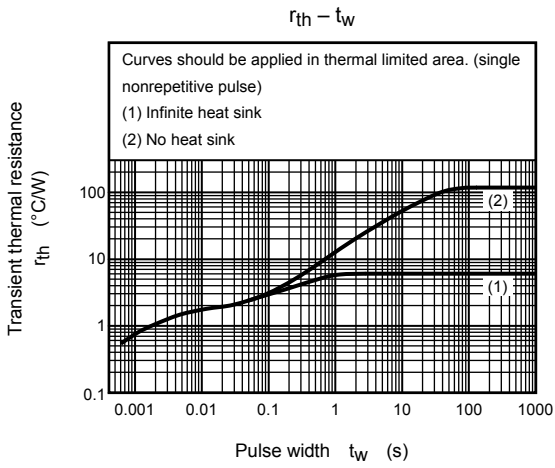 rth – tw
Curves should be applied in thermal limited area. (single
nonrepetitive pulse)
(1) Infinite heat sink
(2) No heat sink
Transient thermal resistance
rth (°C/W)
100
10
1
0.1
(2)
(1)
0.001 0.01 0.1 1 10 100 1000
Pulse width tw (s)